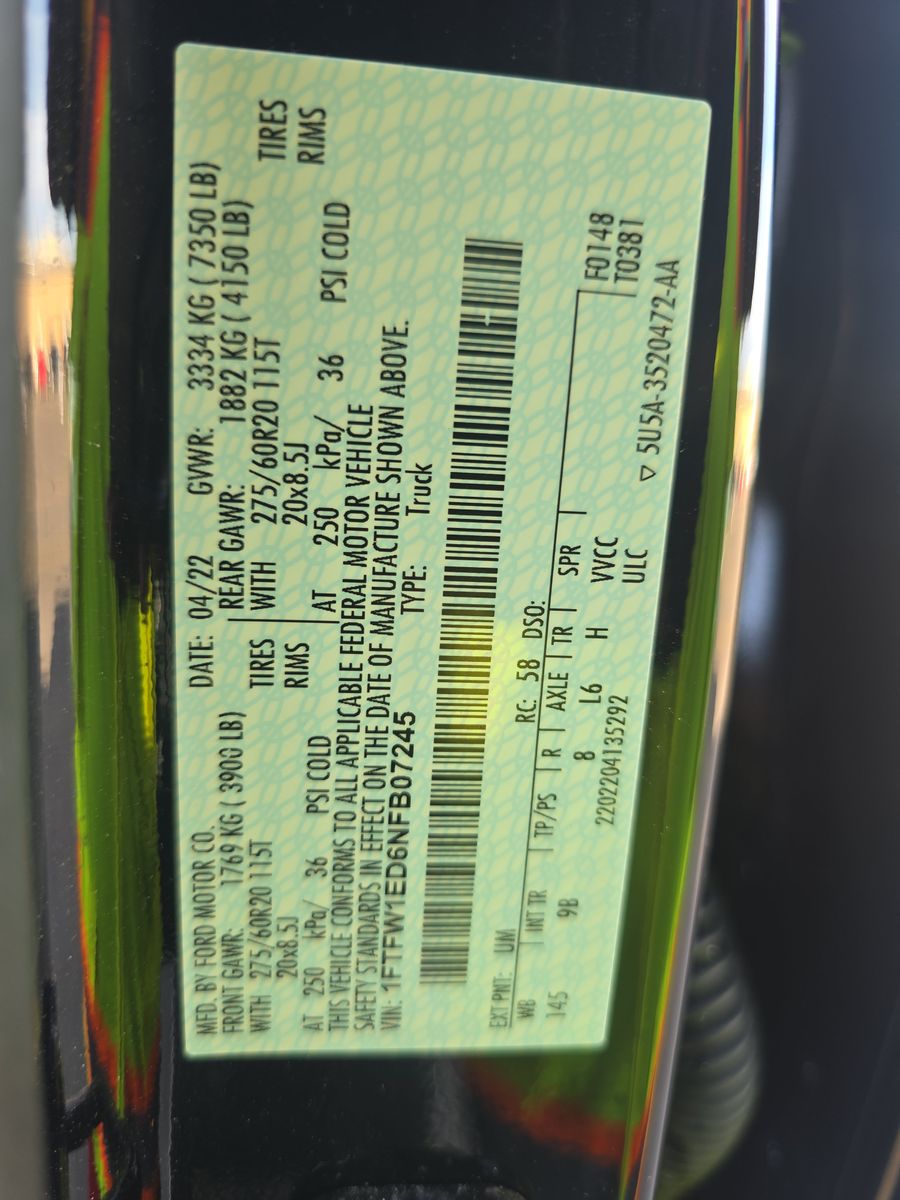 MFD. BY FORD MOTOR CO. DATE: 04/22 GVWR: 3334 KG ( 7350 LB)
FRONT GAWR: 1769 KG ( 3900 LB) REAR GAWR: 1882 KG ( 4150 LB)
WITH 275/60R20 115T TIRES WITH 275/60R20 115T TIRES
20x8.5J RIMS 20x8.5J RIMS
AT 250 kPa/ 36 PSI COLD AT 250 kPa/ 36 PSI COLD
THIS VEHICLE CONFORMS TO ALL APPLICABLE FEDERAL MOTOR VEHICLE
SAFETY STANDARDS IN EFFECT ON THE DATE OF MANUFACTURE SHOWN ABOVE.
VIN: 1FTFW1ED6NFB07245 TYPE: Truck
EXT PNT: UM RC: 58 DSO: F0148
WB INT TR TP/PS R AXLE TR SPR T0381
145 9B 8 L6 H VVCC
2202204135292 ULC
▽ 5U5A-3520472-AA